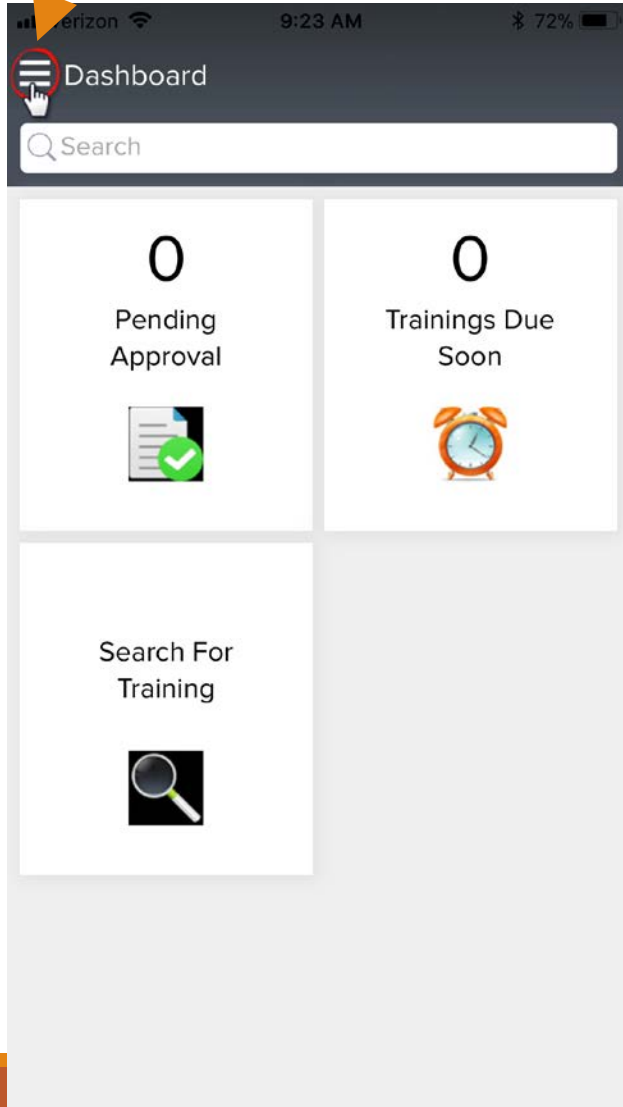 9:23 AM
72%
Dashboard
Search
0
Pending
Approval
0
Trainings Due
Soon
Search For
Training